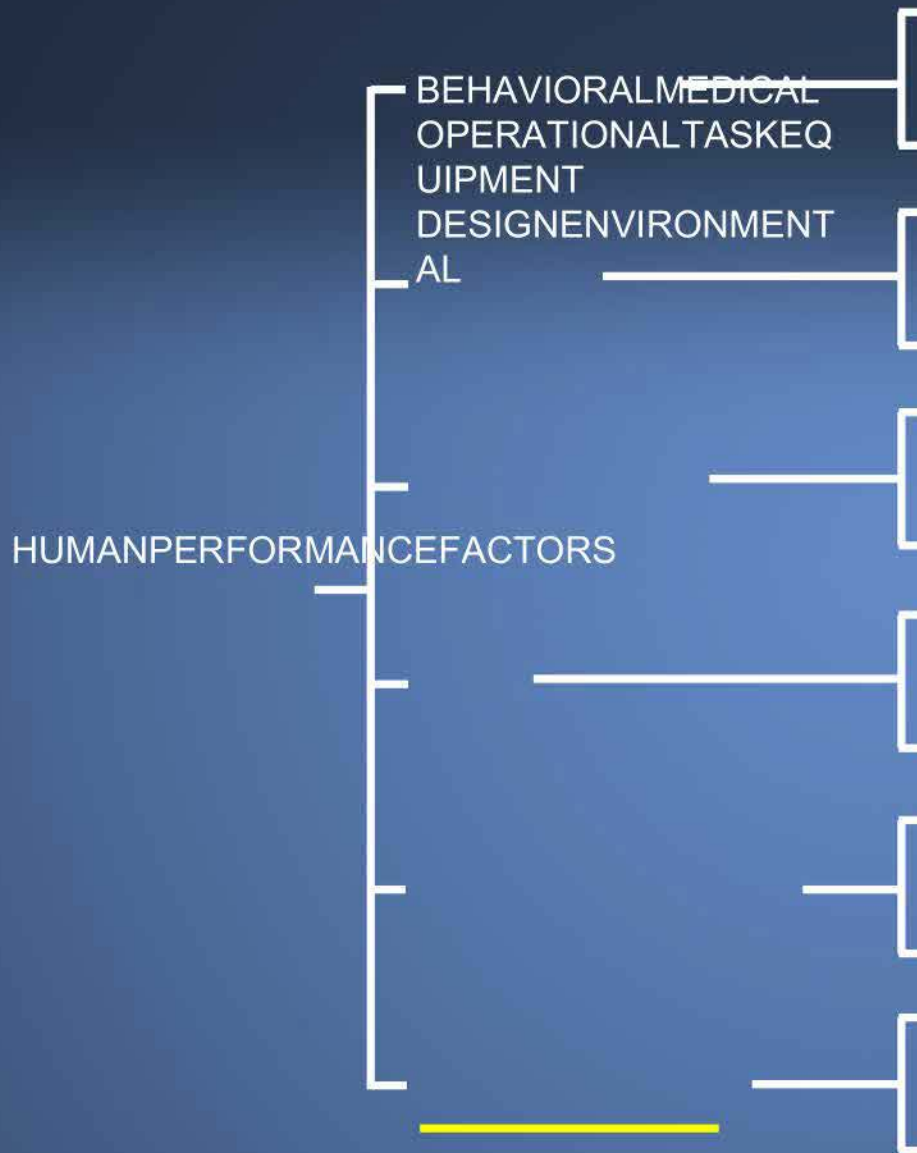 BEHAVIORALMEDICAL
OPERATIONALTASKEQ
UIPMENT
DESIGNENVIRONMENT
AL
HUMANPERFORMANCEFACTORS